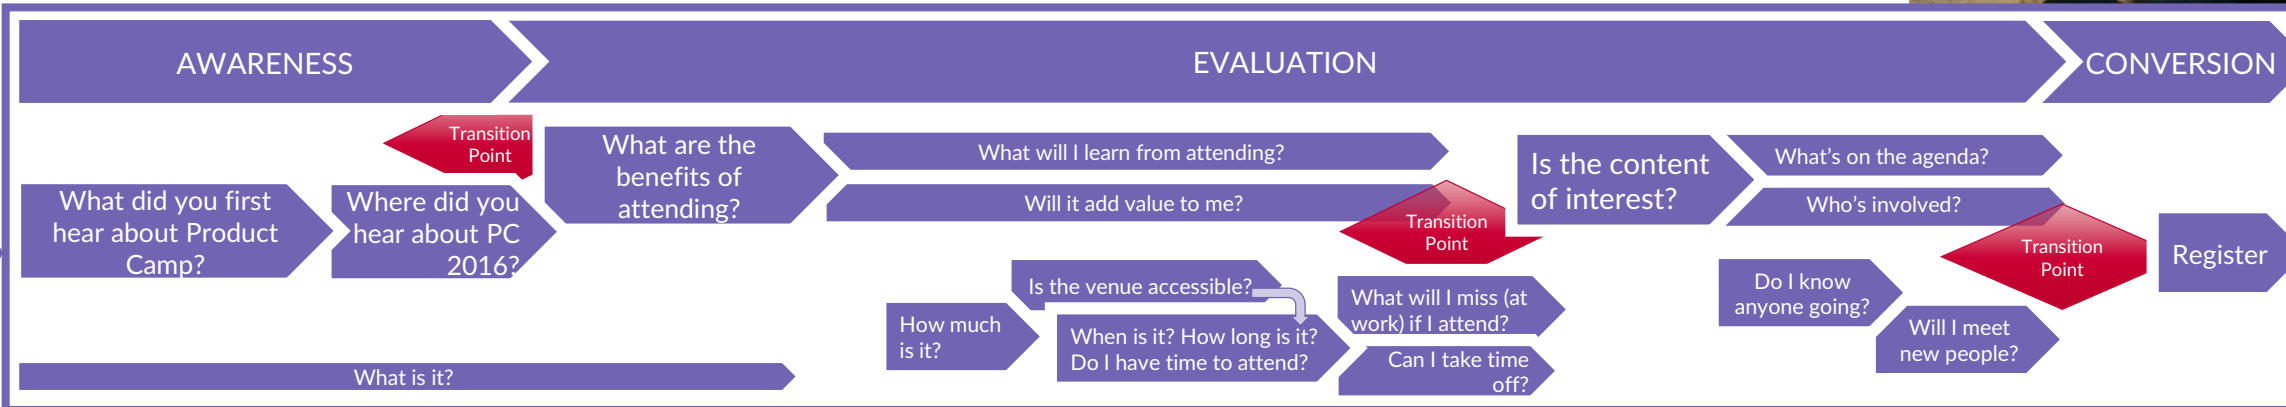 AWARENESS
EVALUATION
CONVERSION
Transition
Point
What did you first
hear about Product
Camp?
Where did you
hear about PC
2016?
What are the
benefits of
attending?
What will I learn from attending?
Will it add value to me?
Transition
Point
Is the content
of interest?
What's on the agenda?
Who's involved?
Transition
Point
Register
Is the venue accessible?
How much
is it?
When is it? How long is it?
Do I have time to attend?
What will I miss (at
work) if I attend?
Can I take time
off?
Do I know
anyone going?
Will I meet
new people?
What is it?